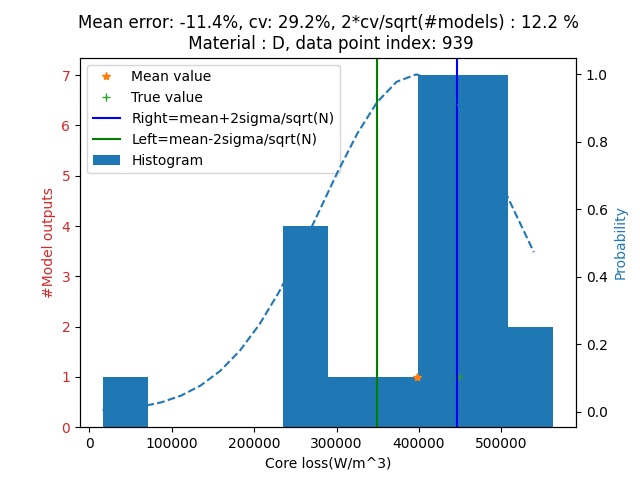 Mean error: -11.4%, cv: 29.2%, 2*cv/sqrt(#models) : 12.2 %
Material : D, data point index: 939
Mean value
True value
Right=mean+2sigma/sqrt(N)
Left=mean-2sigma/sqrt(N)
Histogram
#Model outputs
7
6
5
4
3
2
1
0
1.0
0.8
0.6
0.4
0.2
0.0
Probability
0
100000
200000
300000
400000
500000
Core loss(W/m^3)